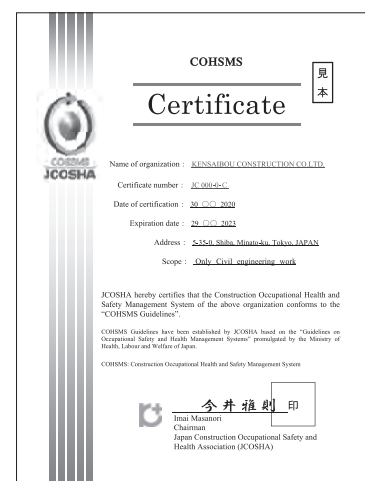 COHSMS
見本
Certificate
COHSMS
JCOSHA
Name of organization : KENSAIBOU CONSTRUCTION CO.LTD.
Certificate number : JC 000-0-C
Date of certification : 30 ○○ 2020
Expiration date : 29 ○○ 2023
Address : 5-35-0, Shiba, Minato-ku, Tokyo, JAPAN
Scope : Only Civil engineering work
JCOSHA hereby certifies that the Construction Occupational Health and
Safety Management System of the above organization conforms to the
“COHSMS Guidelines”.
COHSMS Guidelines have been established by JCOSHA based on the “Guidelines on
Occupational Safety and Health Management Systems” promulgated by the Ministry of
Health, Labour and Welfare of Japan.
COHSMS: Construction Occupational Health and Safety Management System
今井雅則 印
Imai Masanori
Chairman
Japan Construction Occupational Safety and
Health Association (JCOSHA)